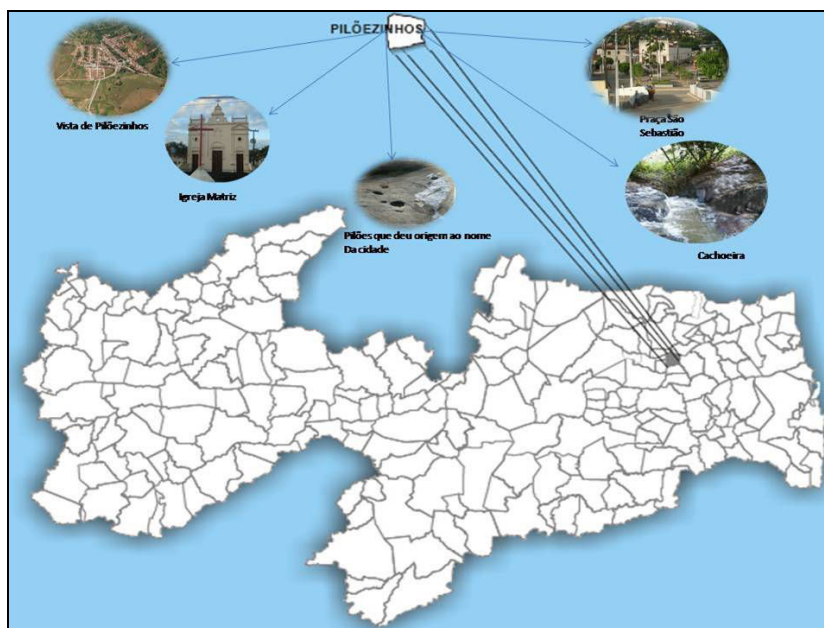 PILÕEZINHOS
Vista de Pilõezinhos
Igreja Matriz
Pilões que deu origem ao nome
Da cidade
Praça São
Sebastião
Cachoeira